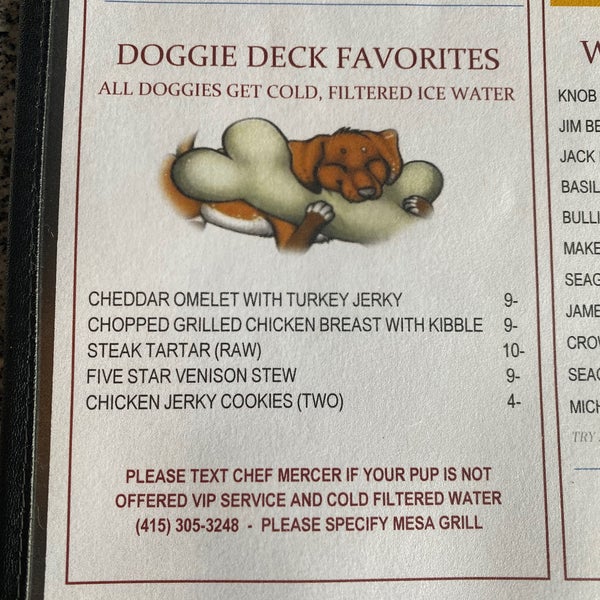 DOGGIE DECK FAVORITES
ALL DOGGIES GET COLD, FILTERED ICE WATER
CHEDDAR OMELET WITH TURKEY JERKY 9-
CHOPPED GRILLED CHICKEN BREAST WITH KIBBLE 9-
STEAK TARTAR (RAW) 10-
FIVE STAR VENISON STEW 9-
CHICKEN JERKY COOKIES (TWO) 4-
PLEASE TEXT CHEF MERCER IF YOUR PUP IS NOT
OFFERED VIP SERVICE AND COLD FILTERED WATER
(415) 305-3248 - PLEASE SPECIFY MESA GRILL
W
KNOB
JIM BE
JACK
BASIL
BULLI
MAKE
SEAG
JAME
CROW
SEAG
MICH
TRY